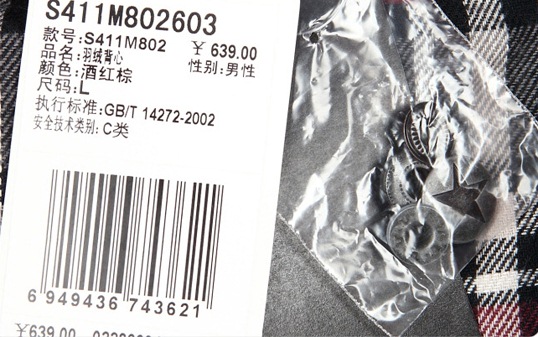 S411M802603
款号:S411M802 ￥639.00
品名:羽绒背心 性别:男性
颜色:酒红棕
尺码:L
执行标准:GB/T 14272-2002
安全技术类别:C类
6 949436 743621
￥639.00